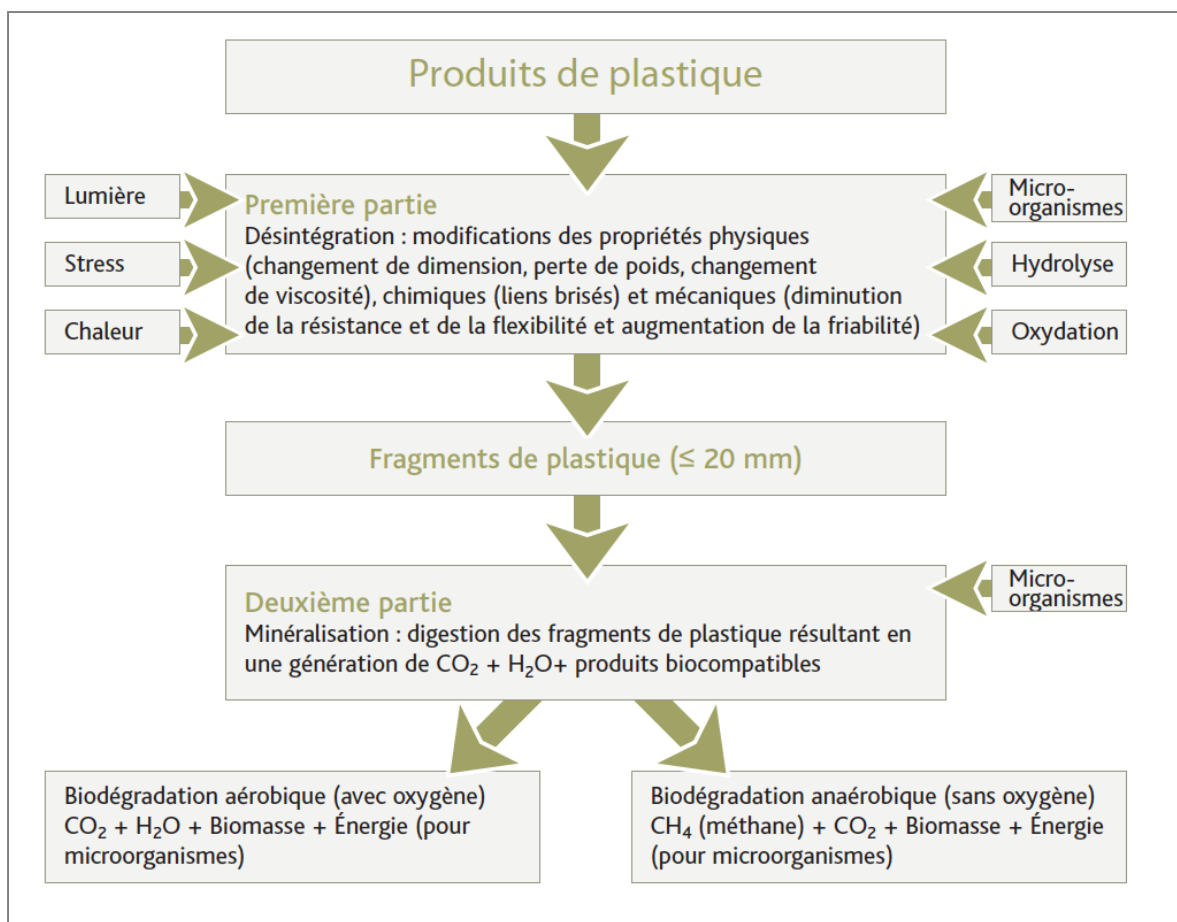 Produits de plastique
Lumière
Stress
Chaleur
Première partie
Désintégration : modifications des propriétés physiques
(changement de dimension, perte de poids, changement
de viscosité), chimiques (liens brisés) et mécaniques (diminution
de la résistance et de la flexibilité et augmentation de la friabilité)
Micro-
organismes
Hydrolyse
Oxydation
Fragments de plastique (≤ 20 mm)
Deuxième partie
Minéralisation : digestion des fragments de plastique résultant en
une génération de CO₂ + H₂O+ produits biocompatibles
Micro-
organismes
Biodégradation aérobique (avec oxygène)
CO₂ + H₂O + Biomasse + Énergie (pour
microorganismes)
Biodégradation anaérobique (sans oxygène)
CH₄ (méthane) + CO₂ + Biomasse + Énergie
(pour microorganismes)